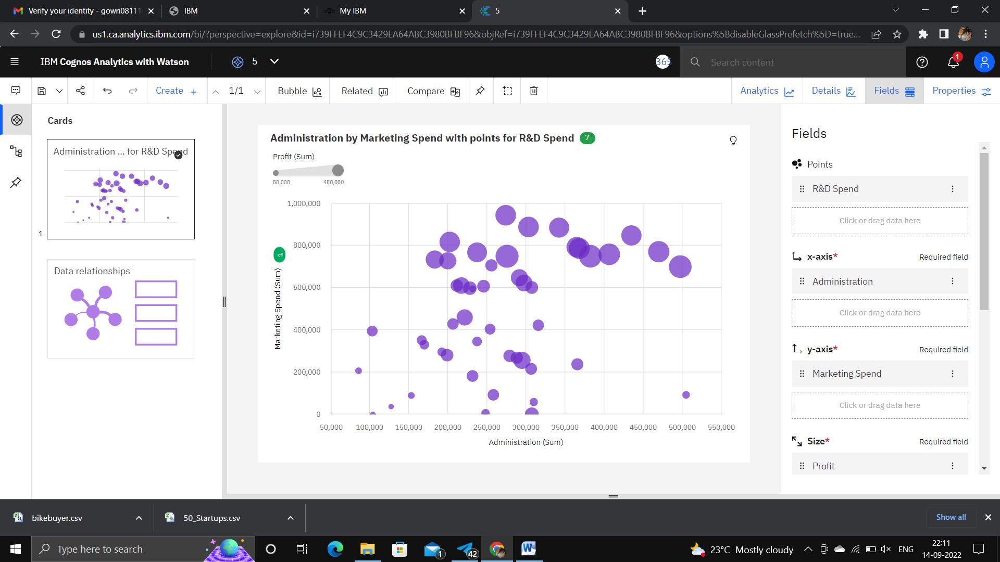 Verify your identity - gowri08111
IBM
My IBM
5
us1.ca.analytics.ibm.com/bi/?perspective=explore&id=i739FFEF4C9C3429EA64ABC3980BFBF96&objRef=i739FFEF4C9C3429EA64ABC3980BFBF96&options%5BdisableGlassPrefetch%5D=true...
IBM Cognos Analytics with Watson
5
365
Search content
1
Create
1/1
Bubble
Related
Compare
Analytics
Details
Fields
Properties
Cards
Administration ... for R&D Spend
1
Data relationships
Administration by Marketing Spend with points for R&D Spend 7
Profit (Sum)
50,000 450,000
1,000,000
800,000
600,000
400,000
200,000
0
1
Marketing Spend (Sum)
50,000 100,000 150,000 200,000 250,000 300,000 350,000 400,000 450,000 500,000 550,000
Administration (Sum)
Fields
Points
R&D Spend
Click or drag data here
x-axis* Required field
Administration
Click or drag data here
y-axis* Required field
Marketing Spend
Click or drag data here
Size* Required field
Profit
bikebuyer.csv
50_Startups.csv
Show all
Type here to search
1
42
23°C Mostly cloudy
ENG
22:11
14-09-2022